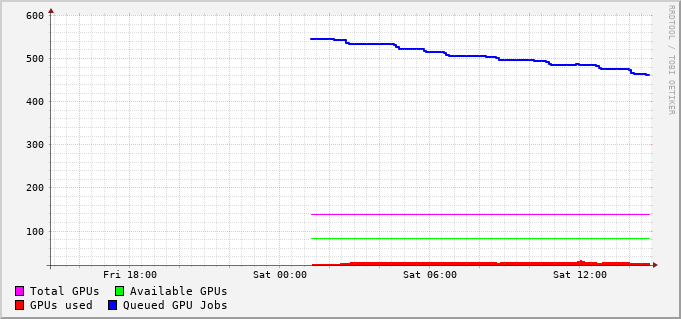 600
500
400
300
200
100
Fri 18:00 Sat 00:00 Sat 06:00 Sat 12:00
Total GPUs Available GPUs
GPUs used Queued GPU Jobs
RRDTOOL / TOBI OETIKER